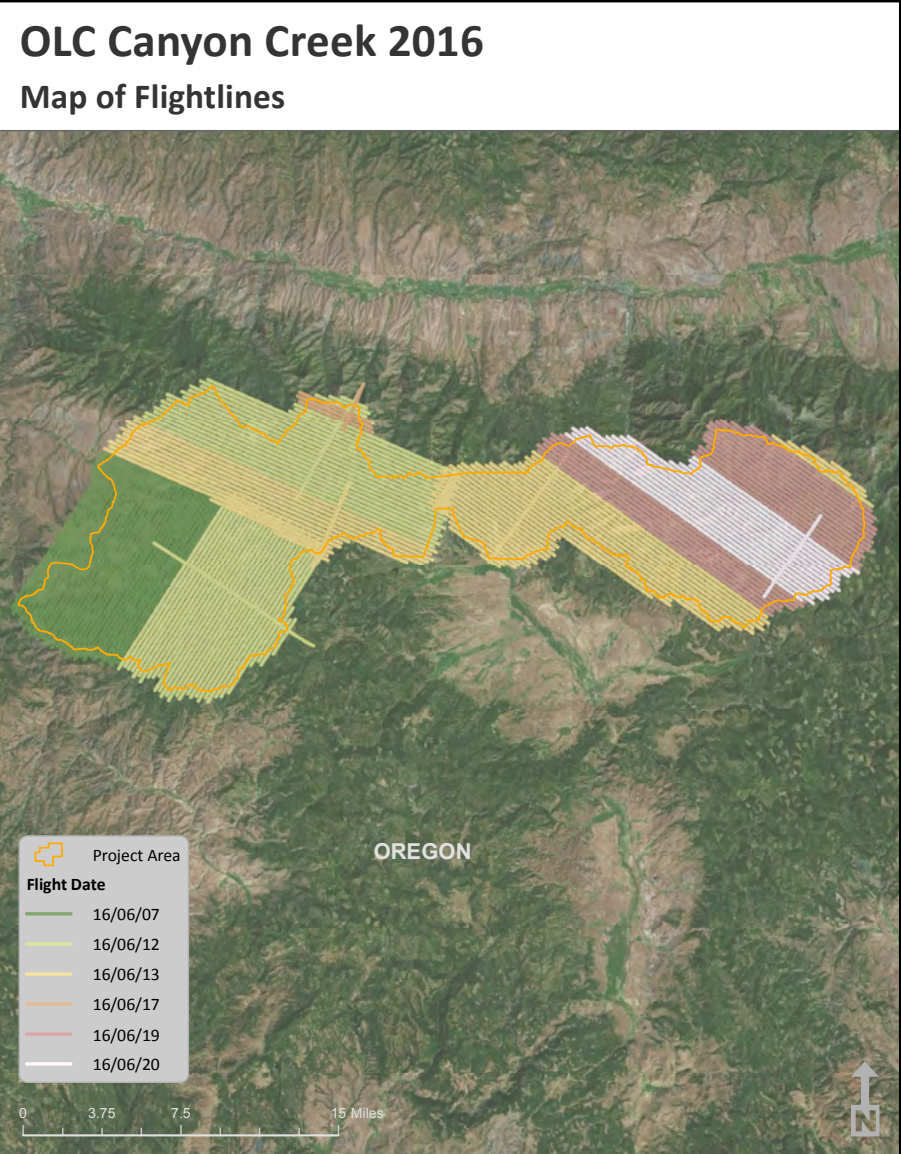 OLC Canyon Creek 2016
Map of Flightlines
OREGON
Project Area
Flight Date
16/06/07
16/06/12
16/06/13
16/06/17
16/06/19
16/06/20
0 3.75 7.5 15 Miles
N